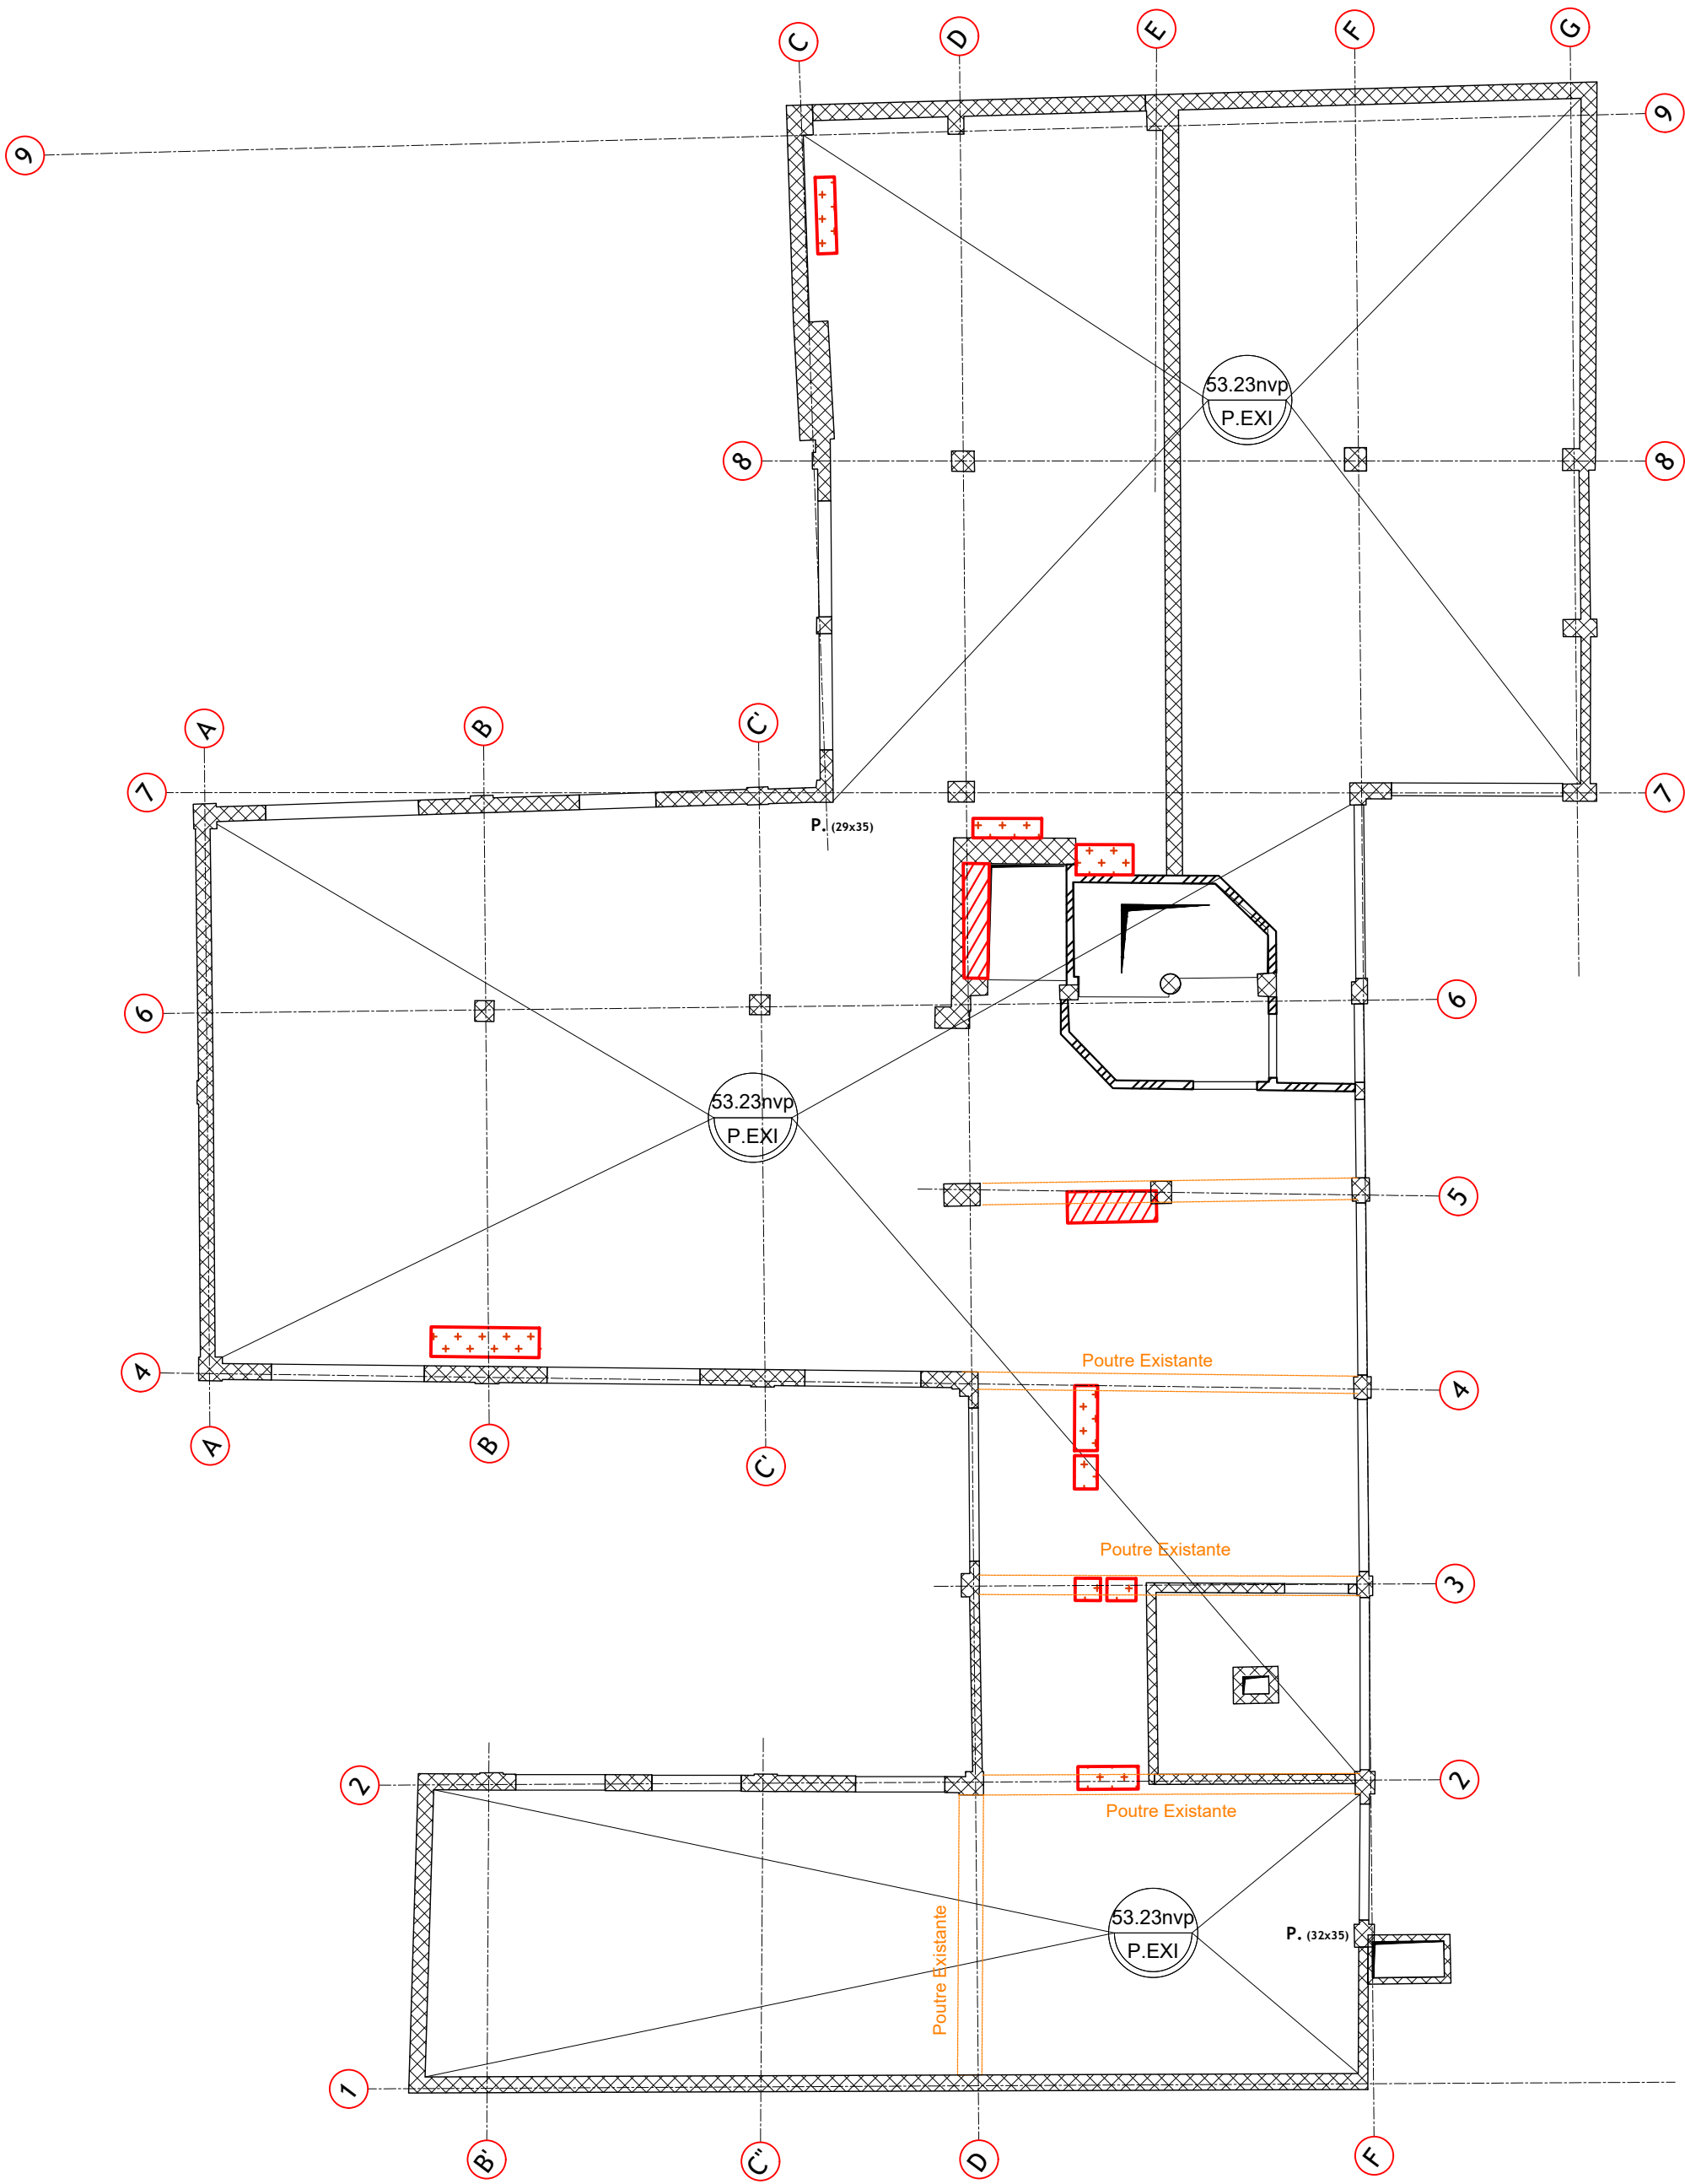 C
D
E
F
G
9
9
53.23nvp
P.EXI
8
8
A
B
C'
7
7
P. (29x35)
6
6
53.23nvp
P.EXI
5
Poutre Existante
4
4
A
B
C'
Poutre Existante
3
2
2
Poutre Existante
Poutre Existante
53.23nvp
P.EXI
P. (32x35)
1
B'
C"
D
F